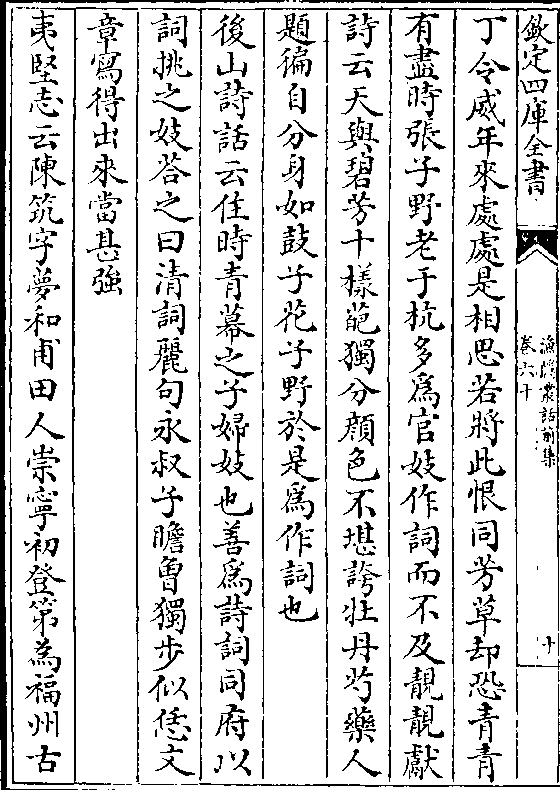 欽定四庫全書
漁隱叢話前集
卷六十
十
丁令威年來處處是相思若將此恨同芳草却恐青青
有盡時張子野老于杭多爲官妓作詞而不及靚靚獻
詩云天與碧芳十樣葩獨分顔色不堪誇牡丹芍藥人
題徧自分身如鼓子花子野於是爲作詞也
後山詩話云住時青幕之子婦妓也善爲詩詞同府以
詞挑之妓荅之曰清詞麗句永叔子瞻曽獨步似恁文
章寫得出來當甚強
夷堅志云陳筑字夢和甫田人崇寧初登第為福州古